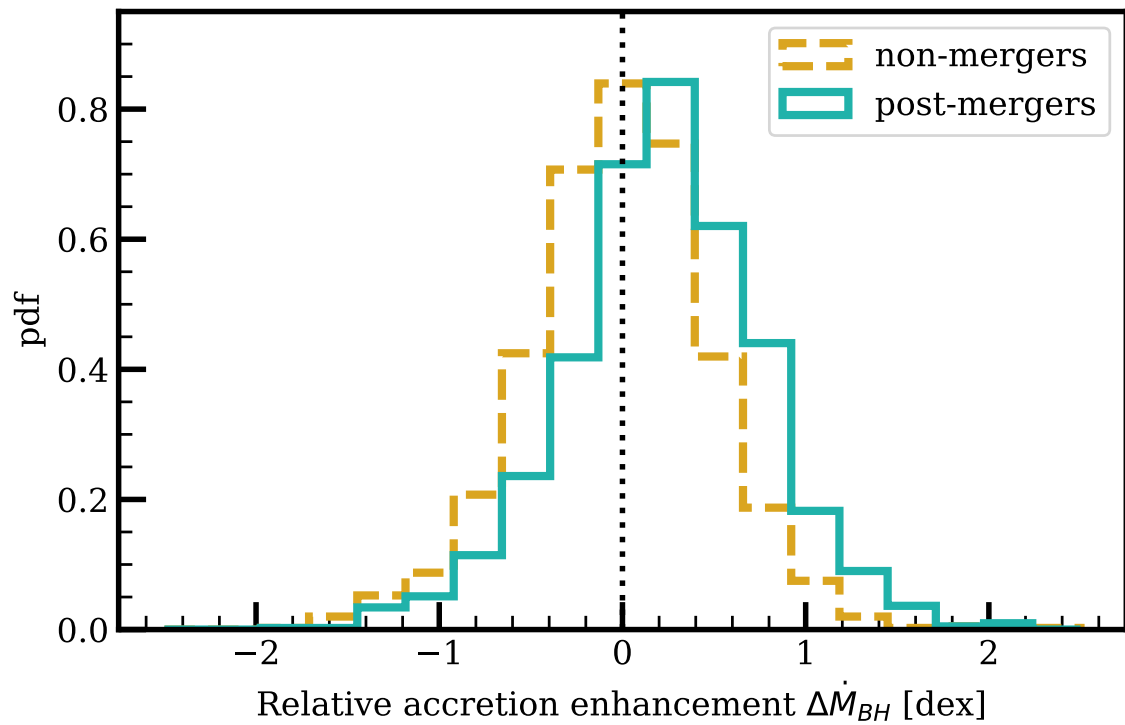 non-mergers
post-mergers
0.8
0.6
0.4
0.2
0.0
pdf
−2 −1 0 1 2
Relative accretion enhancement ΔṀ_BH [dex]